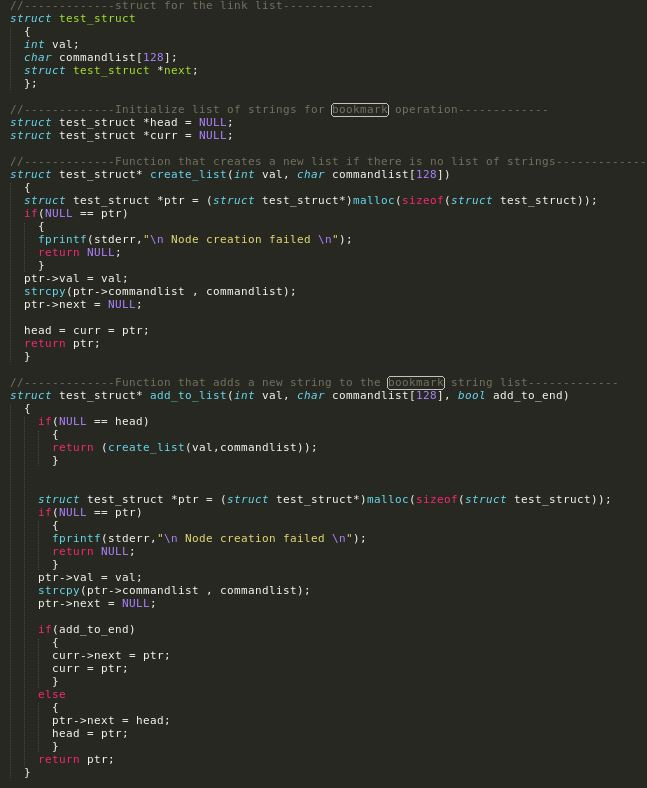 //-------------struct for the link list-------------
struct test_struct
{
int val;
char commandlist[128];
struct test_struct *next;
};
//-------------Initialize list of strings for bookmark operation-------------
struct test_struct *head = NULL;
struct test_struct *curr = NULL;
//-------------Function that creates a new list if there is no list of strings-------------
struct test_struct* create_list(int val, char commandlist[128])
{
struct test_struct *ptr = (struct test_struct*)malloc(sizeof(struct test_struct));
if(NULL == ptr)
{
fprintf(stderr,"\n Node creation failed \n");
return NULL;
}
ptr->val = val;
strcpy(ptr->commandlist , commandlist);
ptr->next = NULL;
head = curr = ptr;
return ptr;
}
//-------------Function that adds a new string to the bookmark string list-------------
struct test_struct* add_to_list(int val, char commandlist[128], bool add_to_end)
{
if(NULL == head)
{
return (create_list(val,commandlist));
}
struct test_struct *ptr = (struct test_struct*)malloc(sizeof(struct test_struct));
if(NULL == ptr)
{
fprintf(stderr,"\n Node creation failed \n");
return NULL;
}
ptr->val = val;
strcpy(ptr->commandlist , commandlist);
ptr->next = NULL;
if(add_to_end)
{
curr->next = ptr;
curr = ptr;
}
else
{
ptr->next = head;
head = ptr;
}
return ptr;
}